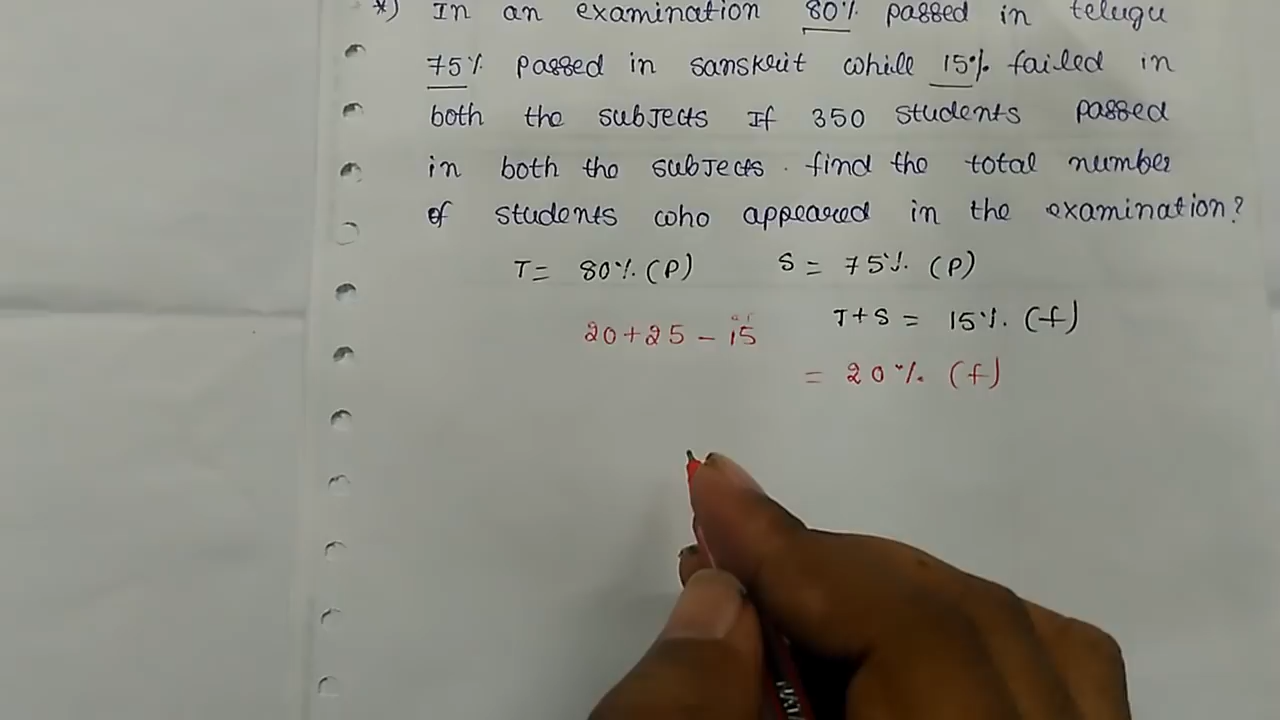 *) In an examination 80% passed in telugu
75% passed in sanskrit while 15% failed in
both the subjects If 350 students passed
in both the subjects. find the total number
of students who appeared in the examination?
T= 80% (P) S = 75% (P)
T+S = 15% (f)
20+25-15
= 20% (f)